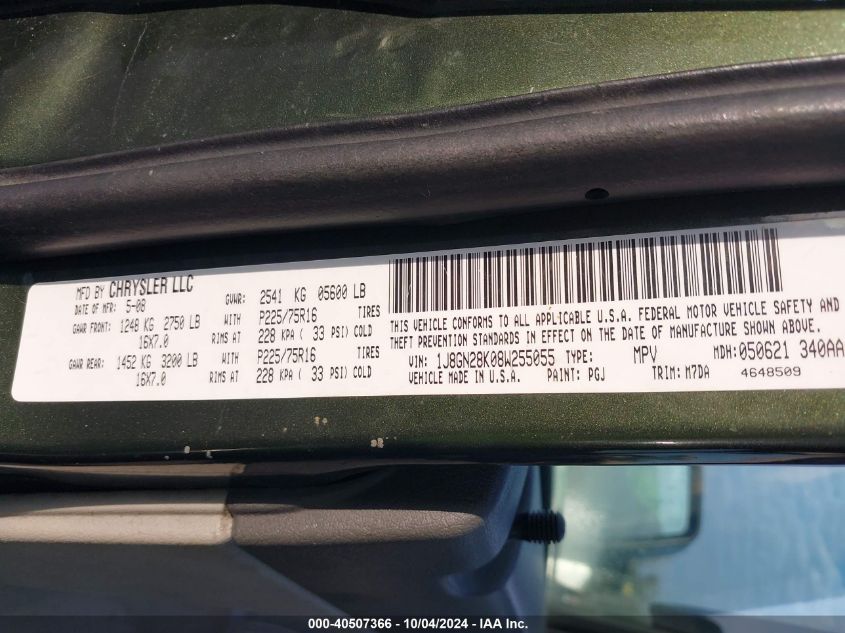 MFD BY CHRYSLER LLC
DATE OF MFR: 5-08 GVWR: 2541 KG 05600 LB
GAWR FRONT: 1248 KG 2750 LB WITH P225/75R16 TIRES
16X7.0 RIMS AT 228 KPA ( 33 PSI) COLD
GAWR REAR: 1452 KG 3200 LB WITH P225/75R16 TIRES
16X7.0 RIMS AT 228 KPA ( 33 PSI) COLD
THIS VEHICLE CONFORMS TO ALL APPLICABLE U.S.A. FEDERAL MOTOR VEHICLE SAFETY AND
THEFT PREVENTION STANDARDS IN EFFECT ON THE DATE OF MANUFACTURE SHOWN ABOVE.
VIN: 1J8GN28K08W255055 TYPE: MPV MDH: 050621 340AA
VEHICLE MADE IN U.S.A. PAINT: PGJ TRIM: M7DA 4648509
000-40507366 - 10/04/2024 - IAA Inc.